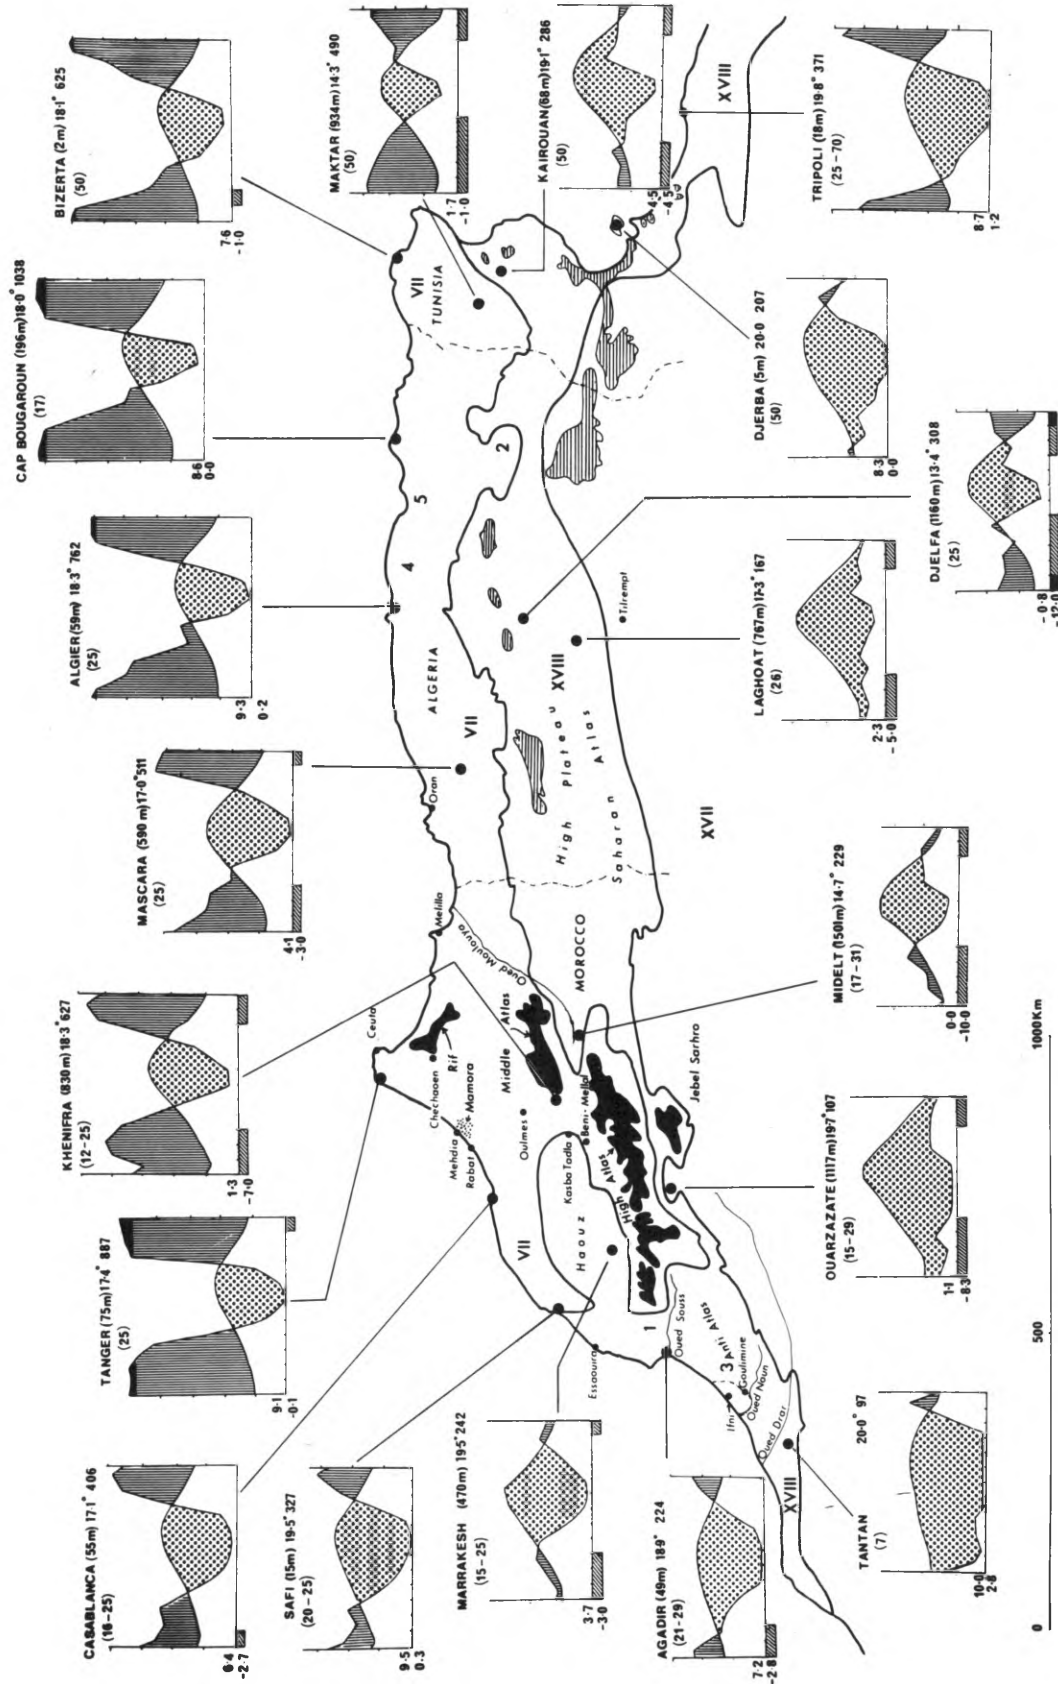 CASABLANCA (55m) 17·1° 406
(16–25)
6·4
–2·7
TANGER (75m) 17·4° 887
(25)
9·1
–0·1
KHENIFRA (830m) 18·3° 627
(12–25)
1·3
–7·0
MASCARA (590 m) 17·0° 511
(25)
4·1
–3·0
ALGIER (59m) 18·3° 762
(25)
9·3
0·2
CAP BOUGAROUN (196m) 18·0° 1038
(17)
8·6
0·0
BIZERTA (2m) 18·1° 625
(50)
7·6
–1·0
SAFI (15m) 19·5° 327
(20–25)
9·5
0·3
MAKTAR (934m) 14·3° 490
(50)
1·7
–1·0
MARRAKESH (470m) 19·5° 242
(15–25)
3·7
–3·0
KAIROUAN (68m) 19·1° 286
(50)
4·5
–4·5
AGADIR (49m) 18·9° 224
(21–29)
7·2
–2·8
TRIPOLI (18m) 19·8° 371
(25–70)
8·7
1·2
TANTAN 20·0° 97
(7)
10·0
2·8
OUARZAZATE (1117m) 19·7° 107
(15–29)
1·1
–8·3
MIDELT (1501m) 14·7° 229
(17–31)
0·0
–10·0
LAGHOAT (767m) 17·3° 167
(26)
2·3
–5·0
DJELFA (1160m) 13·4° 308
(25)
–0·8
–12·0
DJERBA (5m) 20·0 207
(50)
8·3
0·0
Ceuta
Melilla
Oran
Chechaoen
Rif
Mehdia
Mamora
Rabat
Oulmes
Middle
Atlas
Oued Moulouya
Kasba Tadla
Beni-Mellal
Haouz
High
Atlas
Essaouira
Oued Souss
Anti
Atlas
Ifni
Goulimine
Oued Noun
Oued Drar
Jebel Sarhro
MOROCCO
ALGERIA
TUNISIA
High Plateau
Saharan Atlas
Tilrempt
VII
VII
VII
XVIII
XVIII
XVIII
XVII
1
2
3
4
5
0
500
1000Km